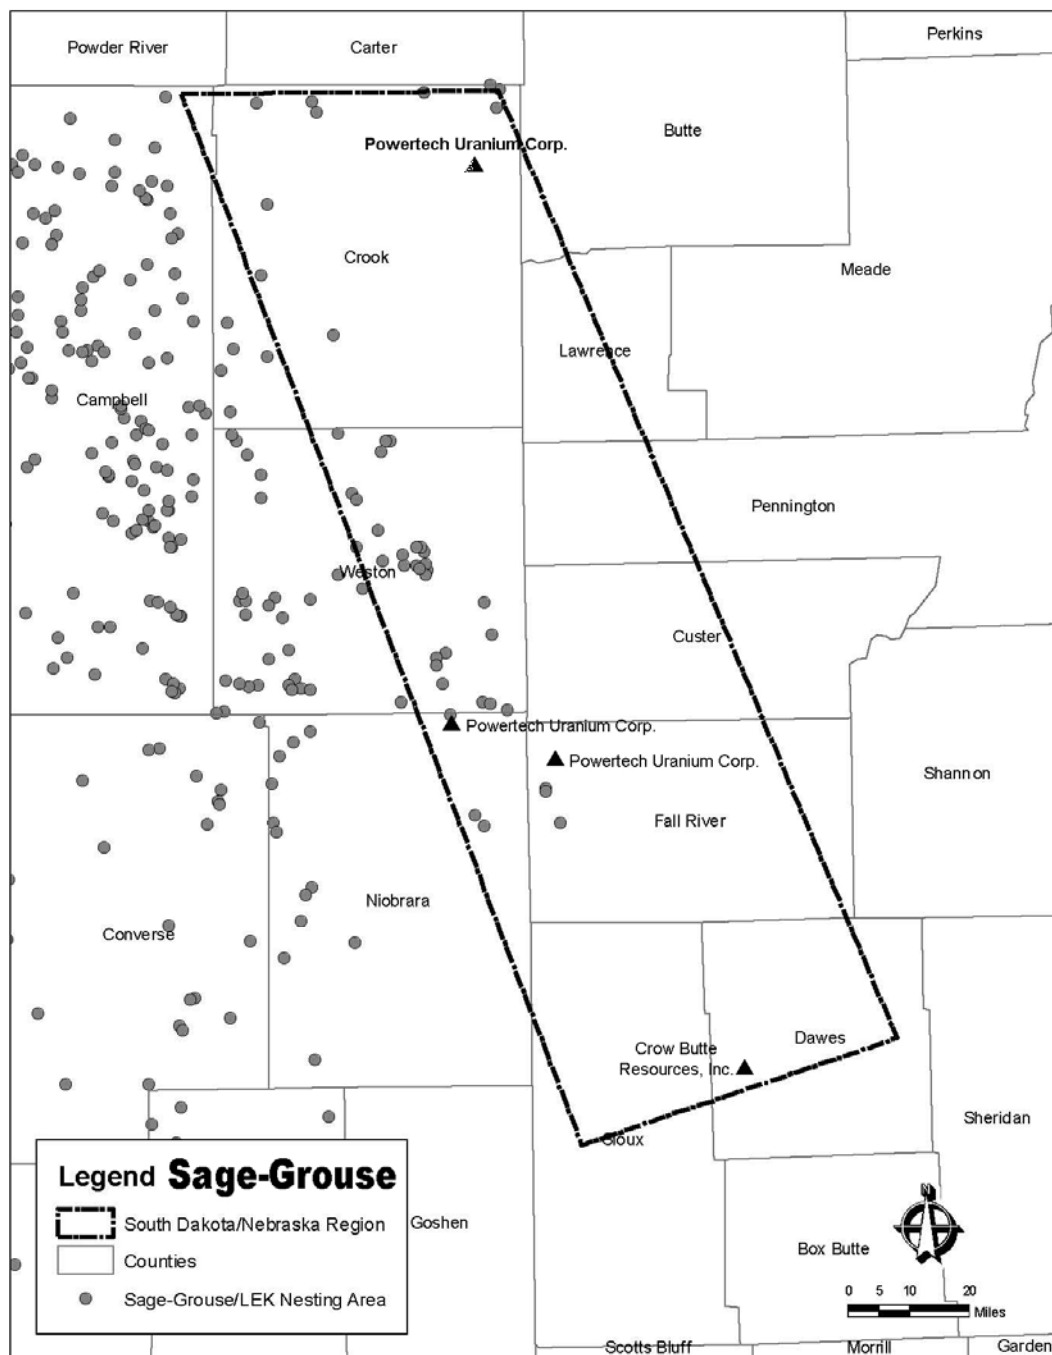 Powder River
Carter
Perkins
Butte
Powertech Uranium Corp.
Crook
Meade
Lawrence
Campbell
Pennington
Weston
Custer
Powertech Uranium Corp.
Powertech Uranium Corp.
Shannon
Fall River
Niobrara
Converse
Dawes
Crow Butte
Resources, Inc.
Sheridan
Sioux
Legend Sage-Grouse
South Dakota/Nebraska Region
Counties
Sage-Grouse/LEK Nesting Area
Goshen
Box Butte
N
0 5 10 20
Miles
Scotts Bluff
Morrill
Garden